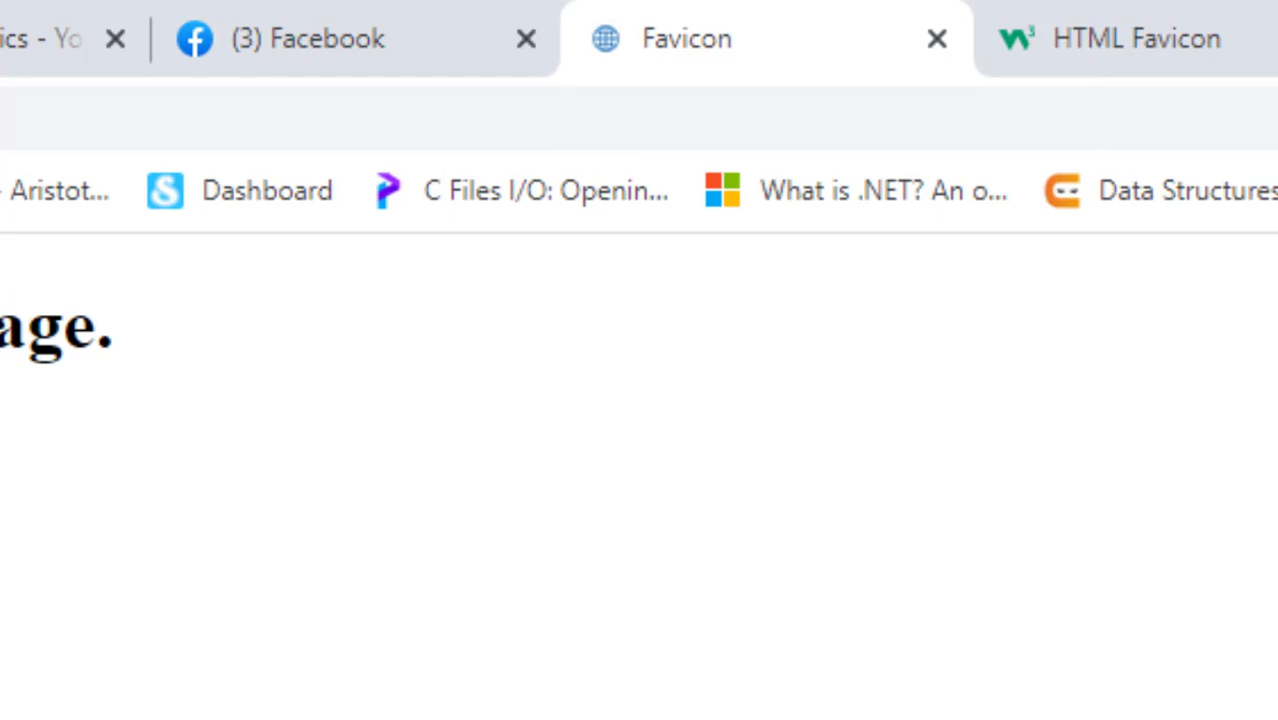 ics - Yo (3) Facebook Favicon HTML Favicon
Aristot... Dashboard C Files I/O: Openin... What is .NET? An o... Data Structures
age.